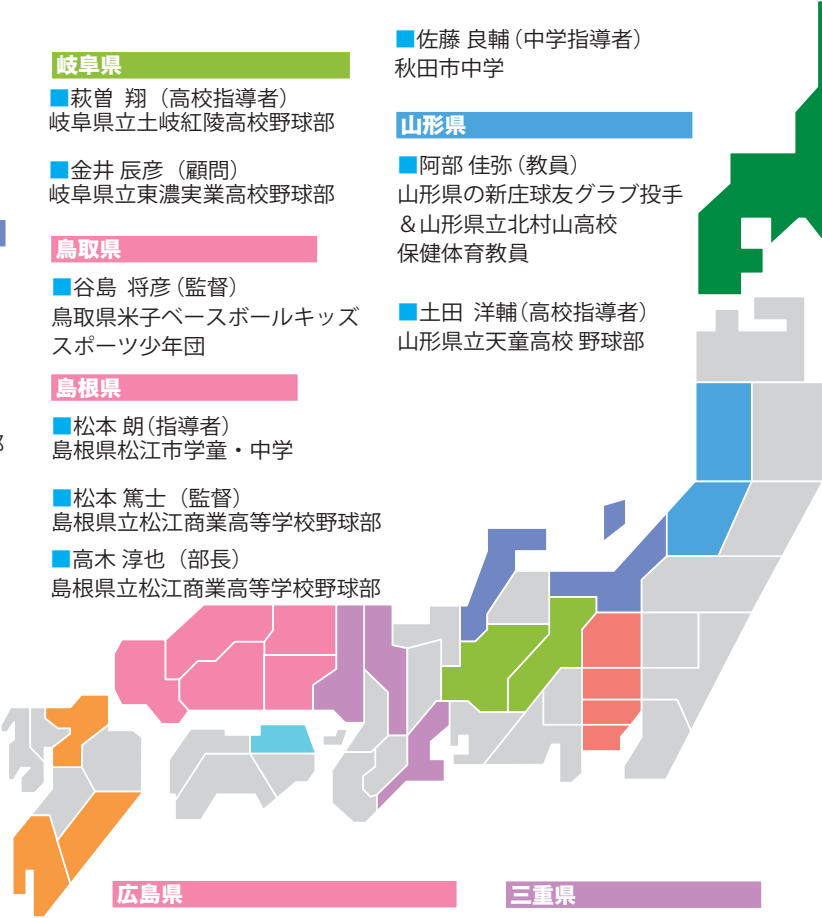 岐阜県
■萩曽 翔（高校指導者）
岐阜県立土岐紅陵高校野球部
■金井 辰彦（顧問）
岐阜県立東濃実業高校野球部
鳥取県
■谷島 将彦（監督）
鳥取県米子ベースボールキッズ
スポーツ少年団
島根県
■松本 朗（指導者）
島根県松江市学童・中学
■松本 篤士（監督）
島根県立松江商業高等学校野球部
■高木 淳也（部長）
島根県立松江商業高等学校野球部
■佐藤 良輔（中学指導者）
秋田市中学
山形県
■阿部 佳弥（教員）
山形県の新庄球友グラブ投手
＆山形県立北村山高校
保健体育教員
■土田 洋輔（高校指導者）
山形県立天童高校 野球部
広島県
三重県